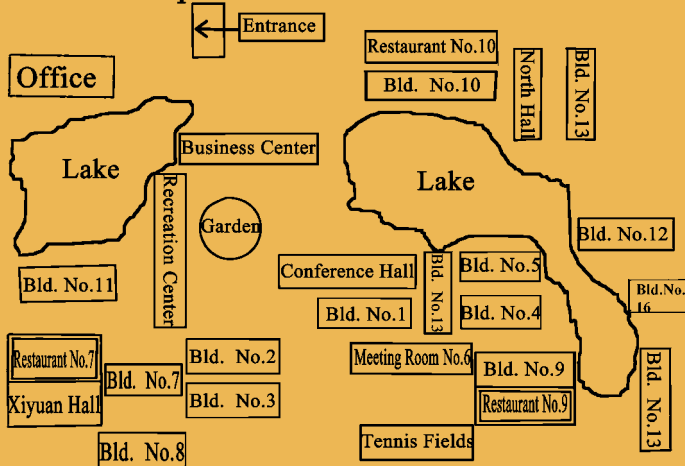 Entrance
Restaurant No.10
Office
Bld. No.10
North Hall
Bld. No.13
Business Center
Lake
Lake
Recreation Center
Garden
Bld. No.12
Conference Hall
Bld. No.13
Bld. No.5
Bld. No.11
Bld.No.
16
Bld. No.1
Bld. No.4
Restaurant No.7
Bld. No.2
Meeting Room No.6
Bld. No.9
Bld. No.7
Bld. No.13
Xiyuan Hall
Bld. No.3
Restaurant No.9
Bld. No.8
Tennis Fields